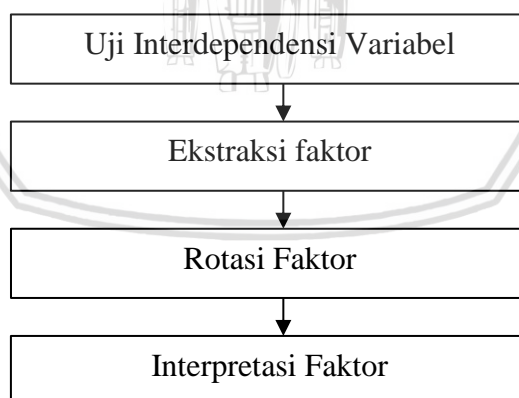 Uji Interdependensi Variabel
Ekstraksi faktor
Rotasi Faktor
Interpretasi Faktor